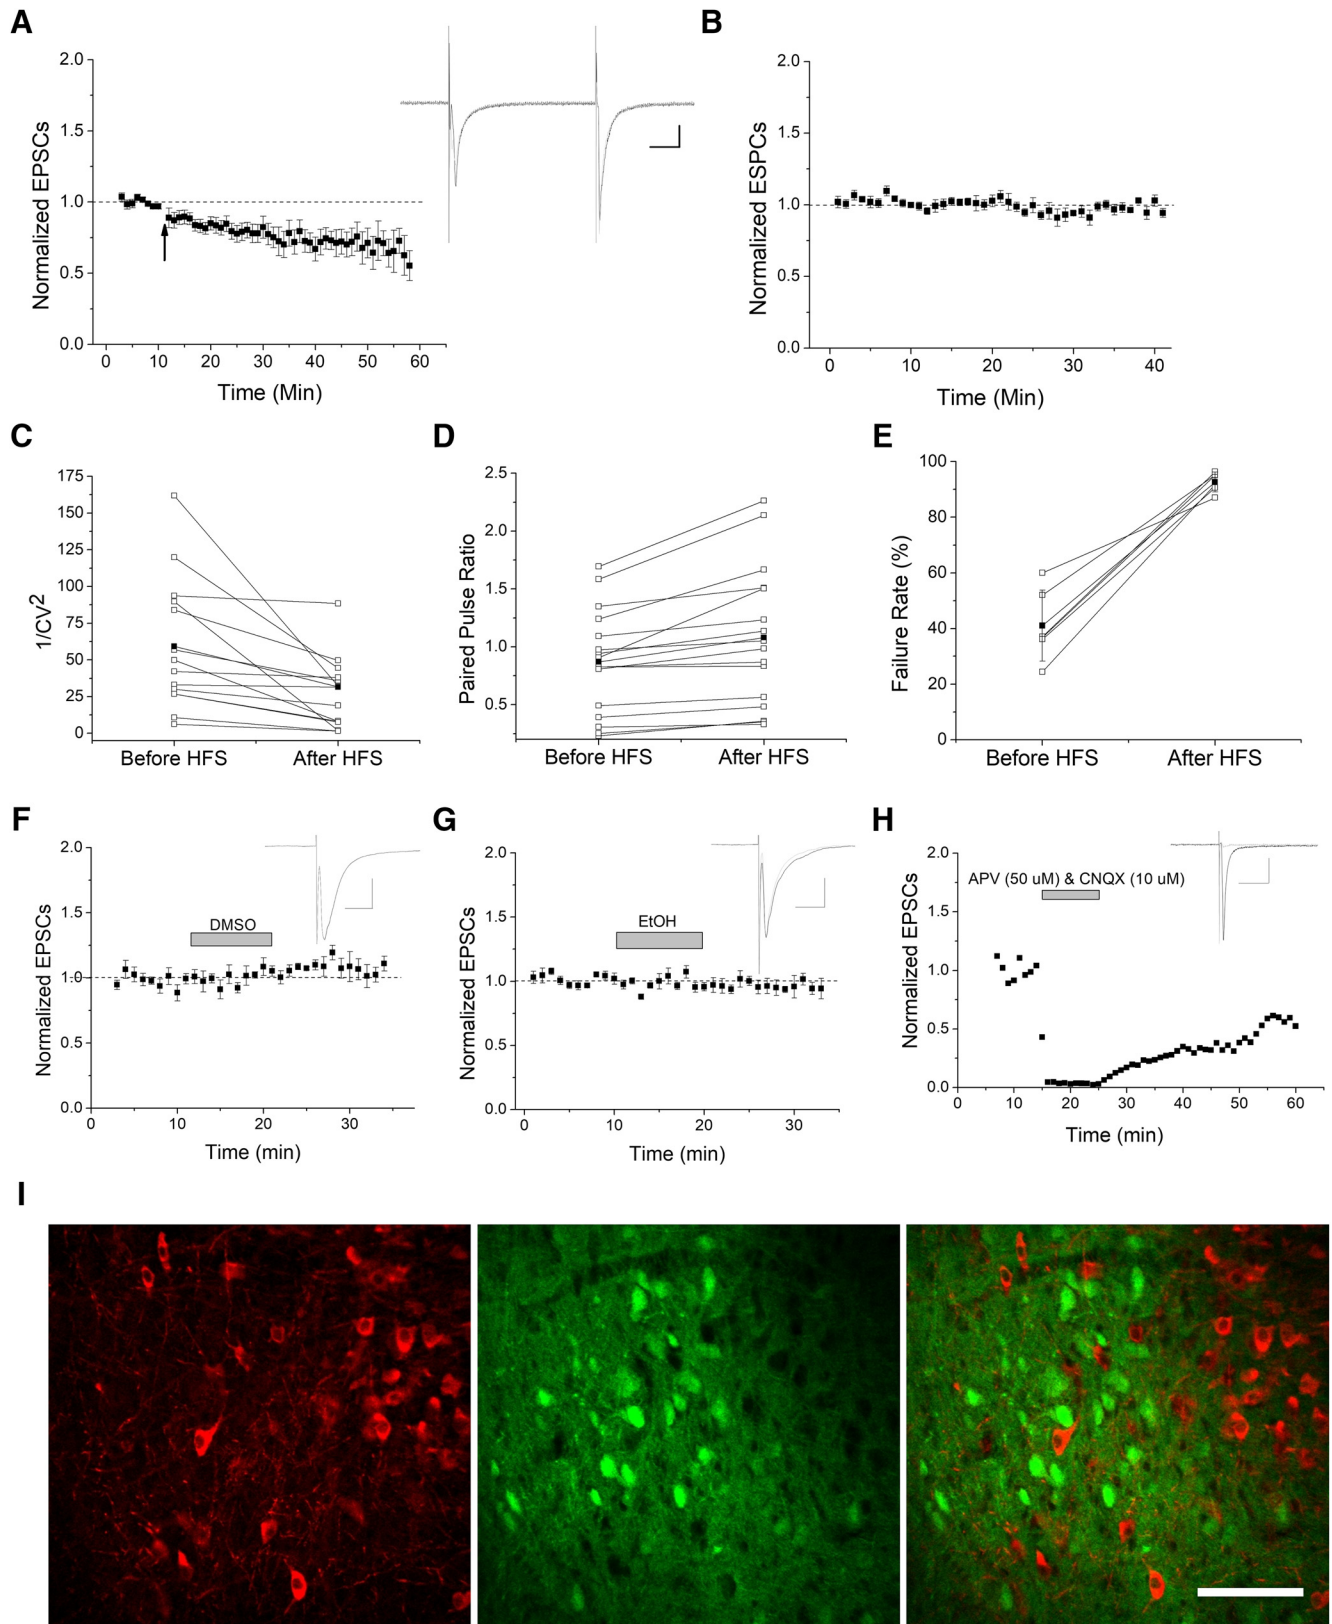 A
2.0
1.5
1.0
0.5
0.0
Normalized EPSCs
0 10 20 30 40 50 60
Time (Min)
B
2.0
1.5
1.0
0.5
0.0
Normalized ESPCs
0 10 20 30 40
Time (Min)
C
175
150
125
100
75
50
25
0
1/CV²
Before HFS After HFS
D
2.5
2.0
1.5
1.0
0.5
Paired Pulse Ratio
Before HFS After HFS
E
100
80
60
40
20
0
Failure Rate (%)
Before HFS After HFS
F
2.0
1.5
1.0
0.5
0.0
Normalized EPSCs
DMSO
0 10 20 30
Time (min)
G
2.0
1.5
1.0
0.5
0.0
Normalized EPSCs
EtOH
0 10 20 30
Time (min)
H
2.0
1.5
1.0
0.5
0.0
Normalized EPSCs
APV (50 uM) & CNQX (10 uM)
0 10 20 30 40 50 60
Time (min)
I